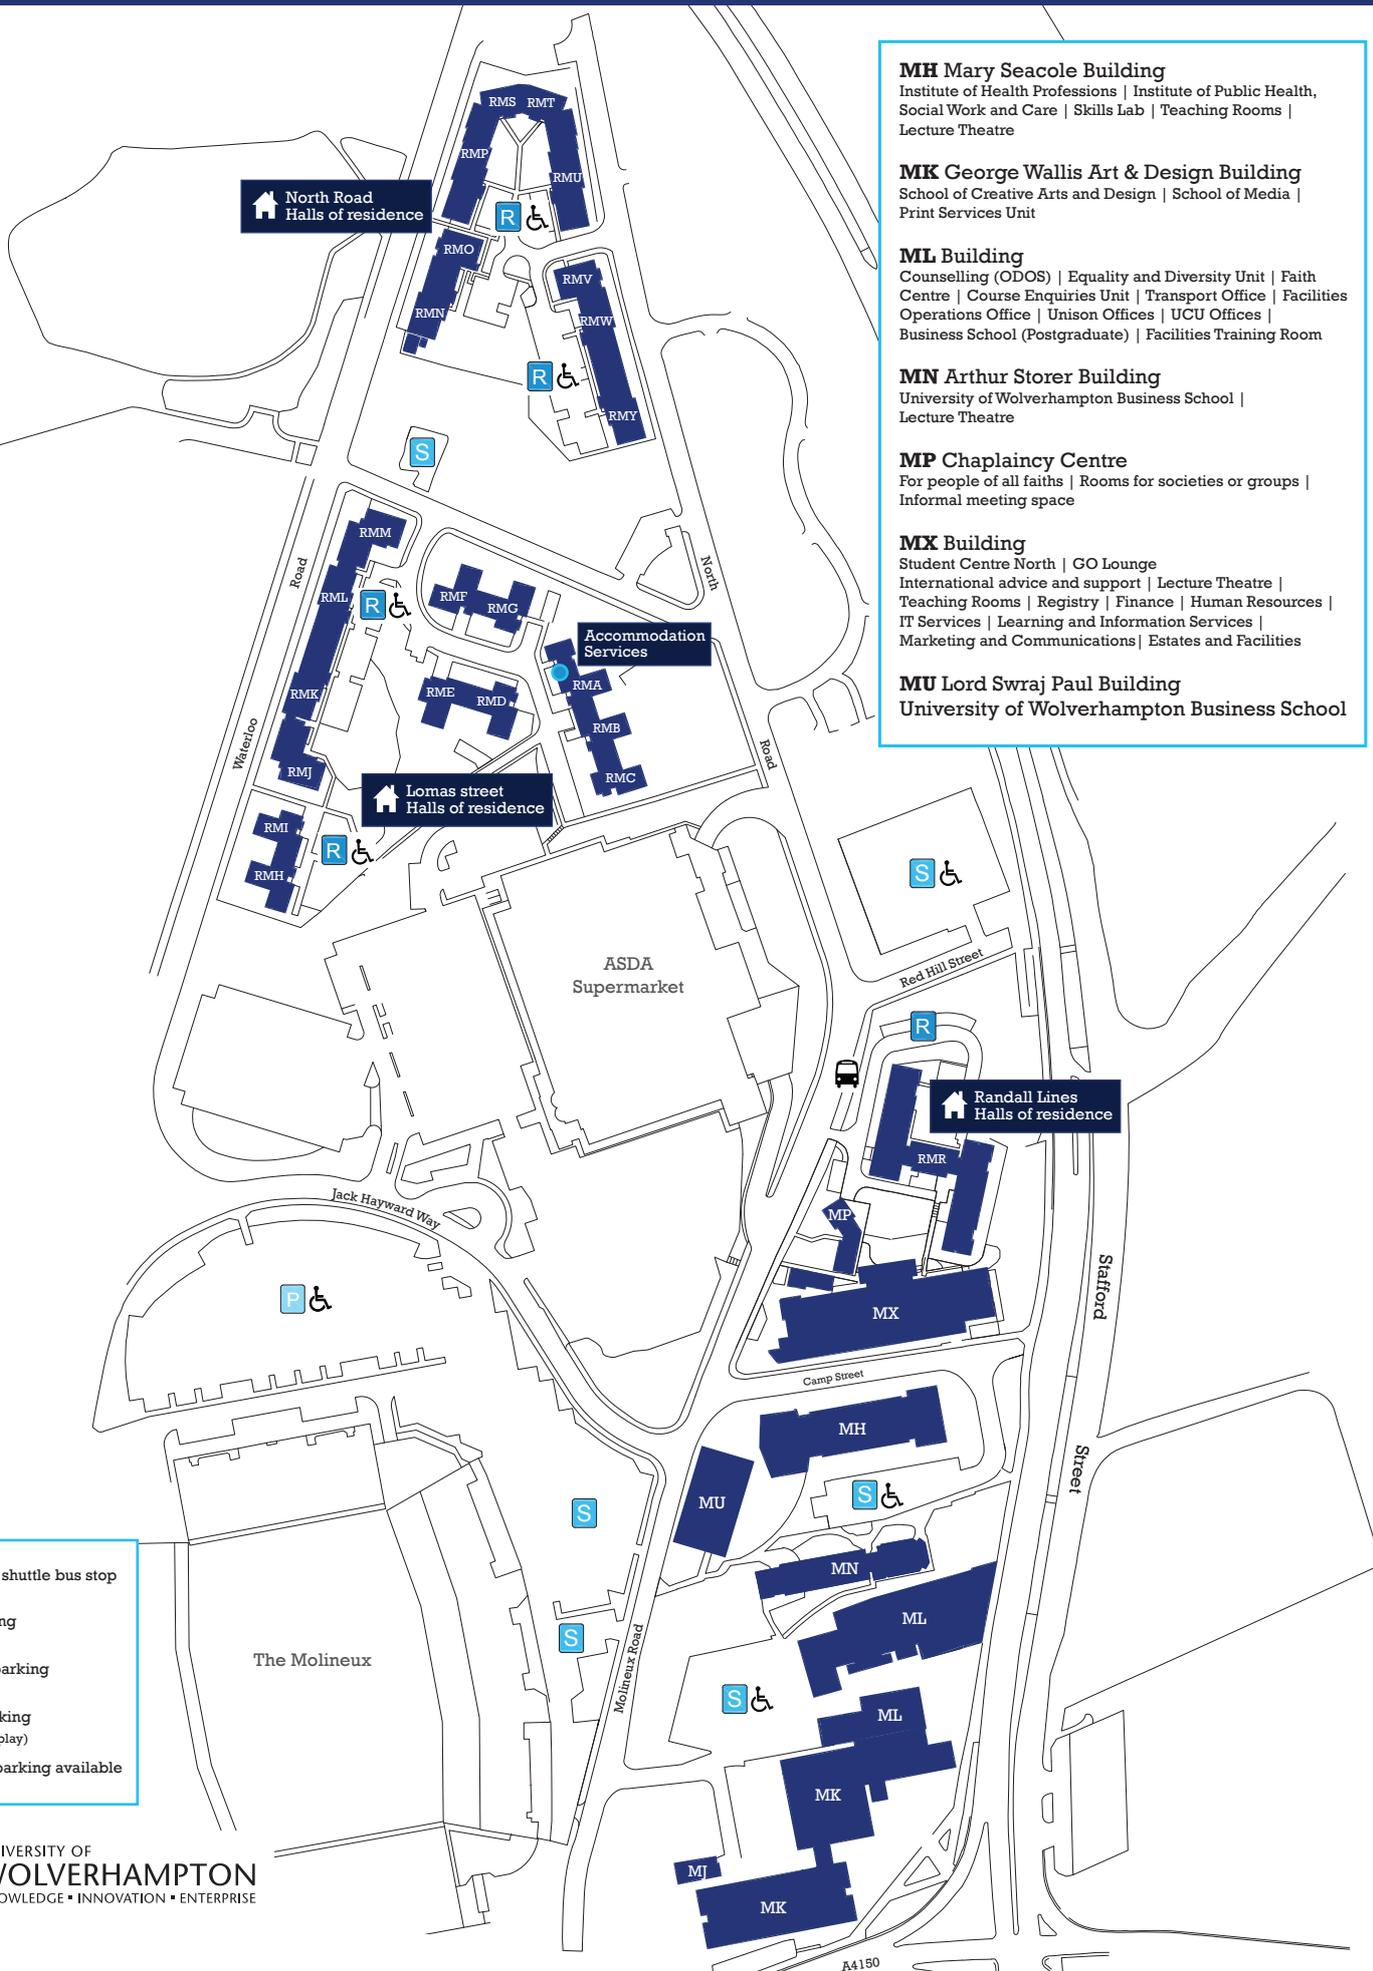 MH Mary Seacole Building
Institute of Health Professions | Institute of Public Health,
Social Work and Care | Skills Lab | Teaching Rooms |
Lecture Theatre
MK George Wallis Art & Design Building
School of Creative Arts and Design | School of Media |
Print Services Unit
ML Building
Counselling (ODOS) | Equality and Diversity Unit | Faith
Centre | Course Enquiries Unit | Transport Office | Facilities
Operations Office | Unison Offices | UCU Offices |
Business School (Postgraduate) | Facilities Training Room
MN Arthur Storer Building
University of Wolverhampton Business School |
Lecture Theatre
MP Chaplaincy Centre
For people of all faiths | Rooms for societies or groups |
Informal meeting space
MX Building
Student Centre North | GO Lounge
International advice and support | Lecture Theatre |
Teaching Rooms | Registry | Finance | Human Resources |
IT Services | Learning and Information Services |
Marketing and Communications| Estates and Facilities
MU Lord Swraj Paul Building
University of Wolverhampton Business School
RMS
RMT
RMP
RMU
North Road
Halls of residence
R
RMO
RMV
RMN
RMW
R
RMY
S
RMM
Road
North
RML
R
RMF
RMG
Accommodation
Services
RMA
RMK
RME
RMD
RMB
Waterloo
Road
RMJ
RMC
Lomas street
Halls of residence
RMI
R
RMH
S
ASDA
Supermarket
Red Hill Street
R
Randall Lines
Halls of residence
RMR
Jack Hayward Way
MP
P
Stafford
MX
Camp Street
MH
Street
MU
S
S
MN
shuttle bus stop
ng
arking
king
play)
parking available
ML
S
The Molineux
Molineux Road
S
ML
MK
MJ
MK
A4150
IVERSITY OF
WOLVERHAMPTON
OWLEDGE ▪ INNOVATION ▪ ENTERPRISE